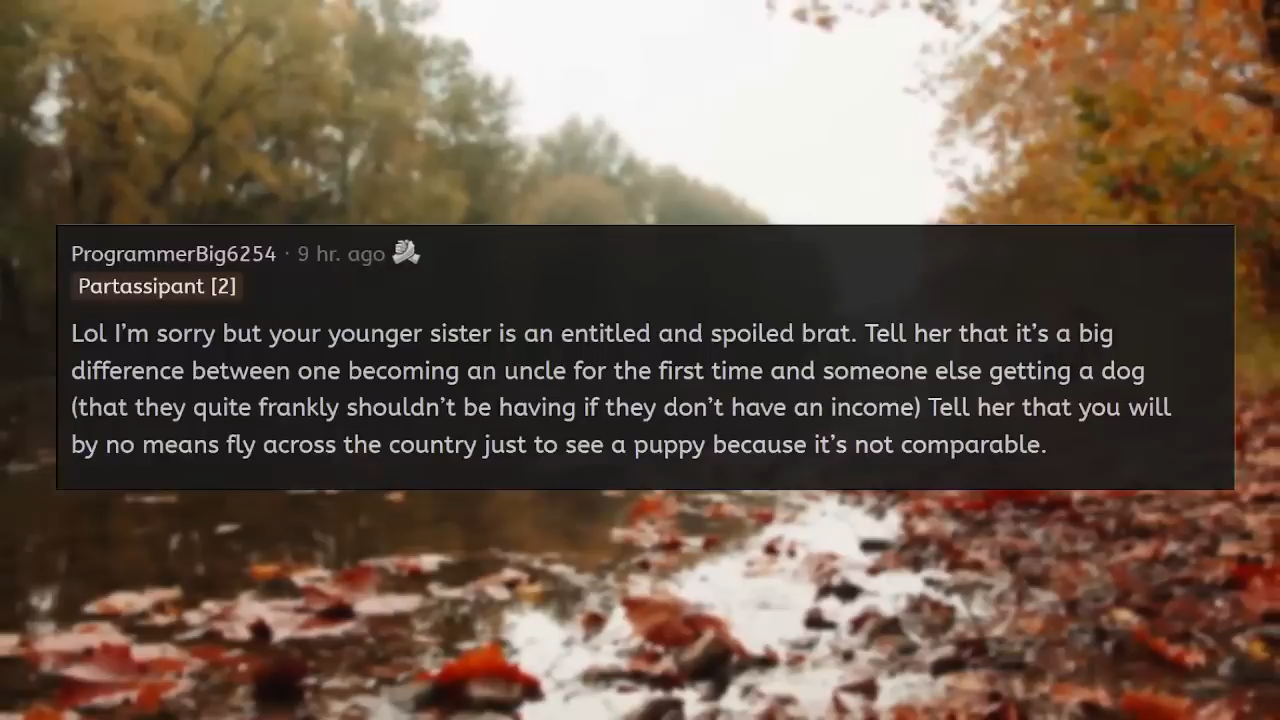 ProgrammerBig6254 · 9 hr. ago
Partassipant [2]
Lol I’m sorry but your younger sister is an entitled and spoiled brat. Tell her that it’s a big
difference between one becoming an uncle for the first time and someone else getting a dog
(that they quite frankly shouldn’t be having if they don’t have an income) Tell her that you will
by no means fly across the country just to see a puppy because it’s not comparable.